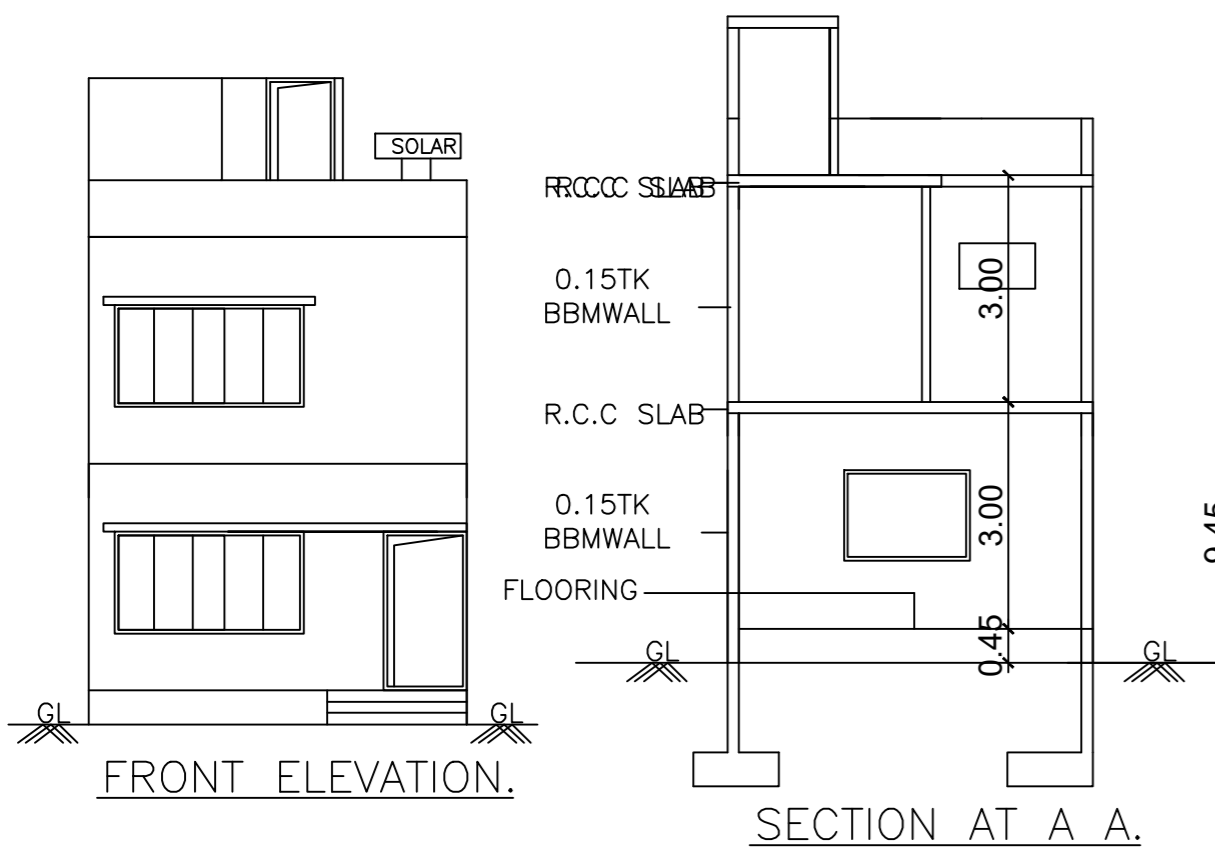 SOLAR
GL
GL
FRONT ELEVATION.
R.C.C SLAB
0.15TK
BBMWALL
R.C.C SLAB
0.15TK
BBMWALL
FLOORING
3.00
3.00
0.45
GL
GL
SECTION AT A A.